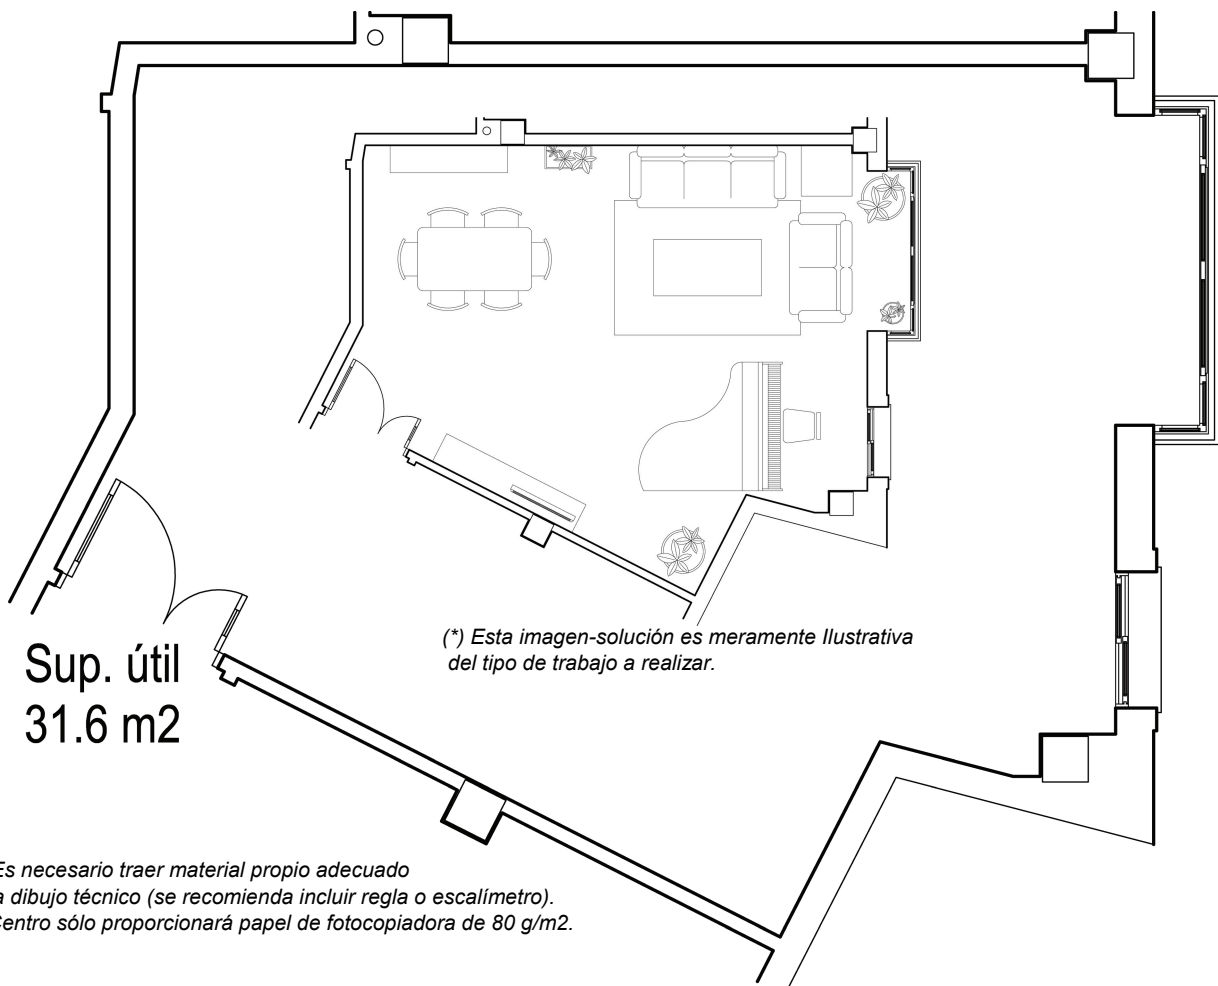 (*) Esta imagen-solución es meramente Ilustrativa
del tipo de trabajo a realizar.
Sup. útil
31.6 m2
Es necesario traer material propio adecuado
a dibujo técnico (se recomienda incluir regla o escalímetro).
Centro sólo proporcionará papel de fotocopiadora de 80 g/m2.